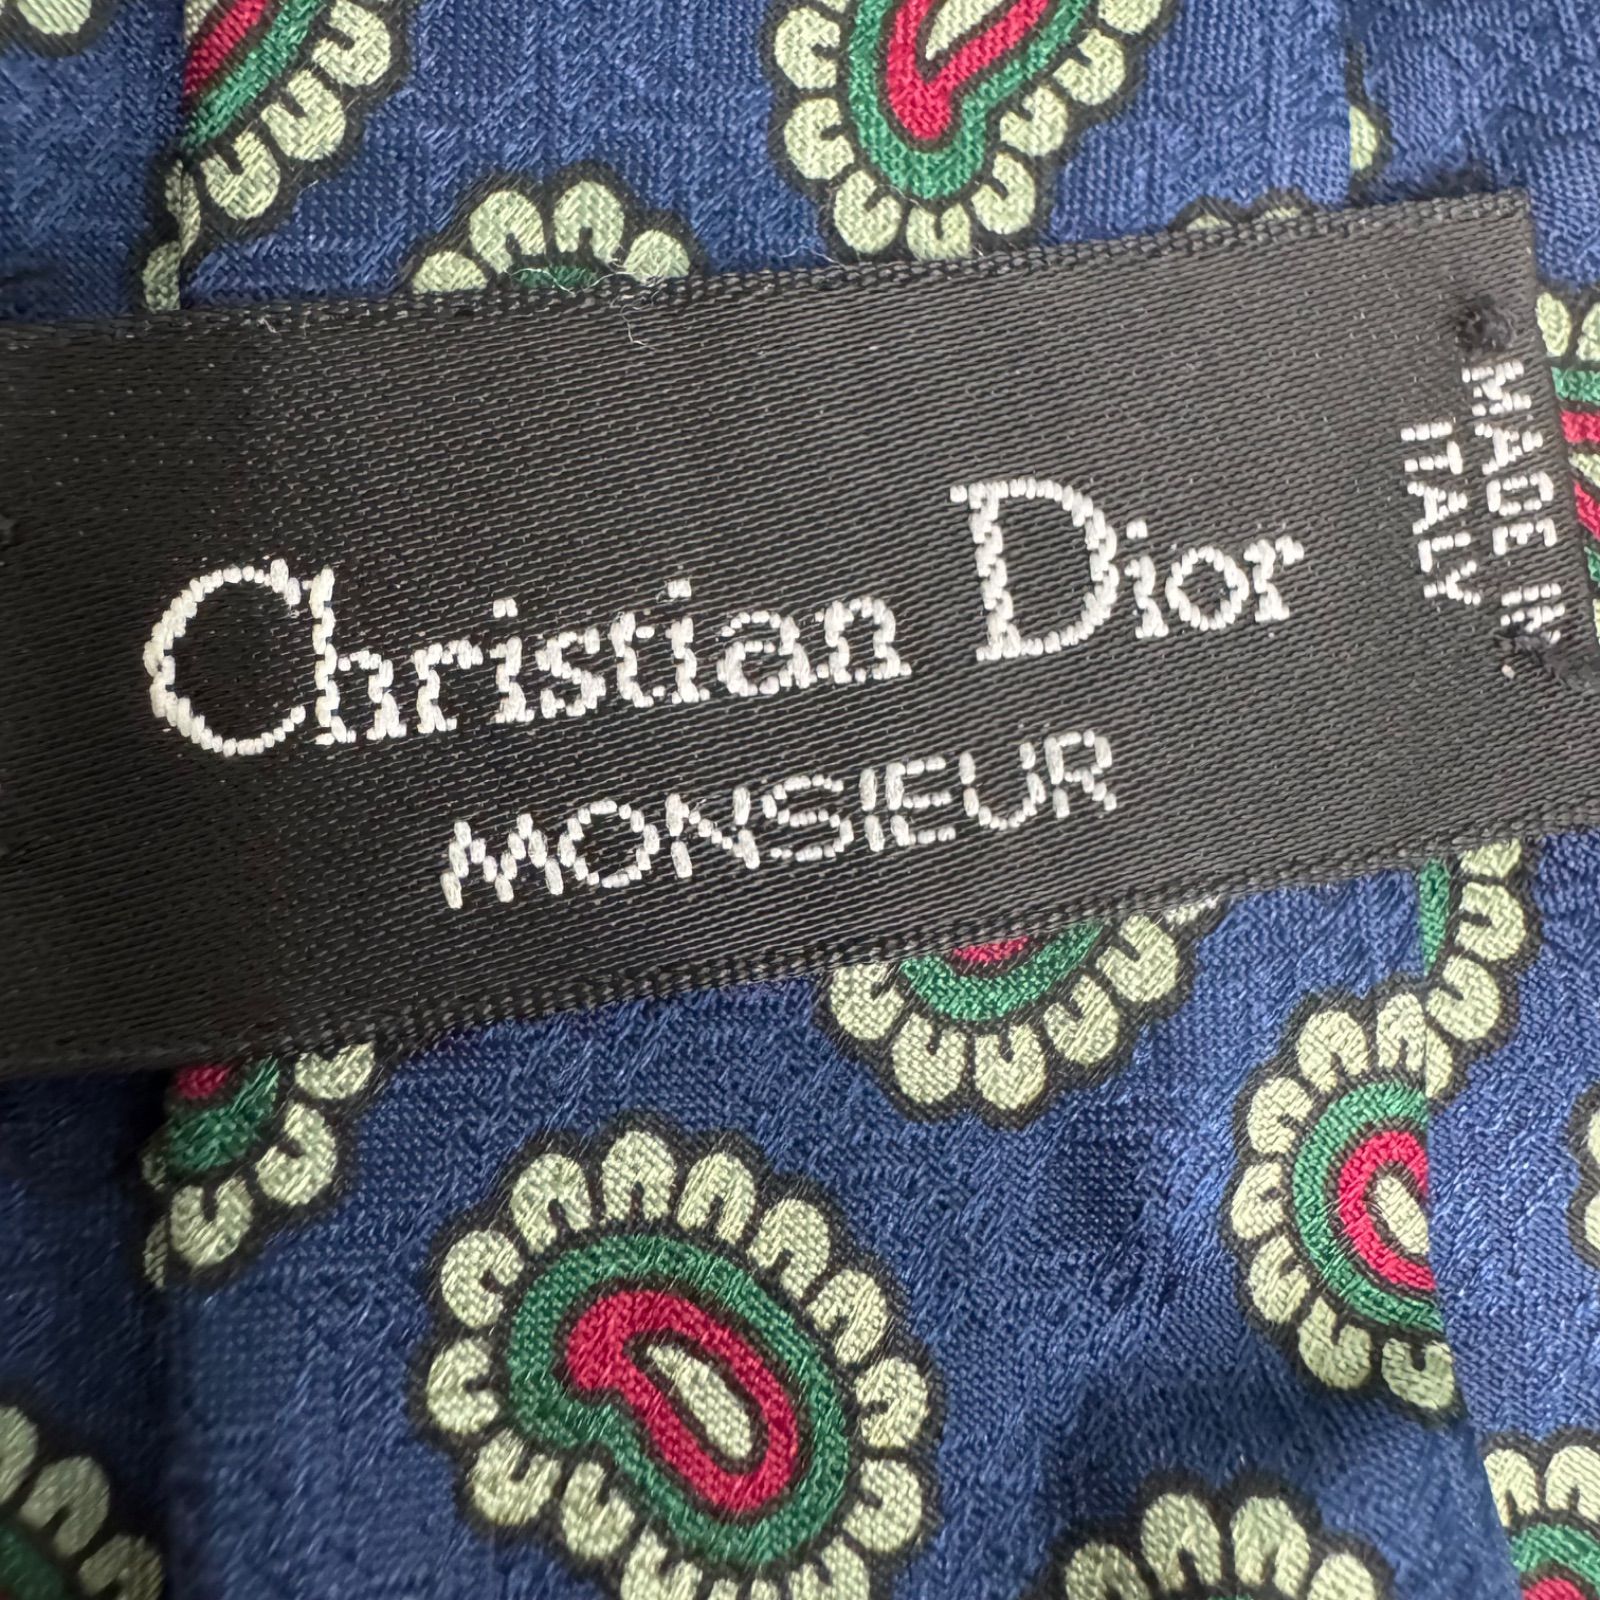 Christian Dior
MONSIEUR
MADE IN
ITALY